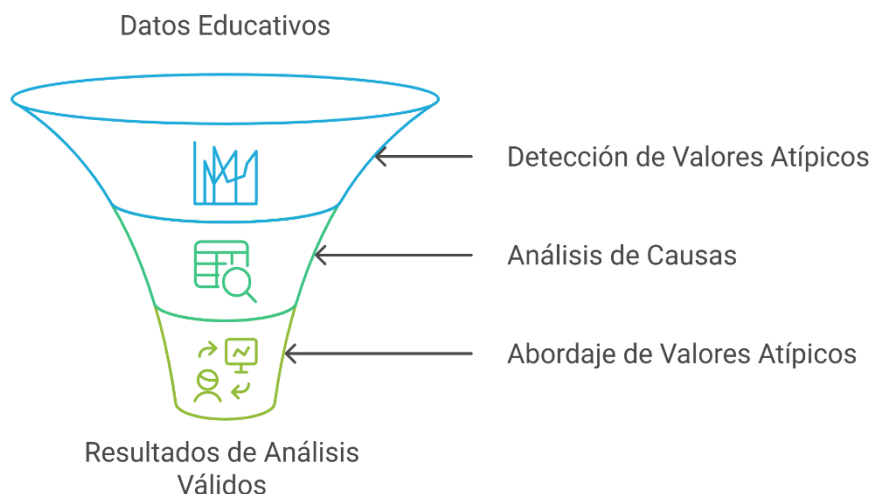 Datos Educativos
Detección de Valores Atípicos
Análisis de Causas
Abordaje de Valores Atípicos
Resultados de Análisis
Válidos